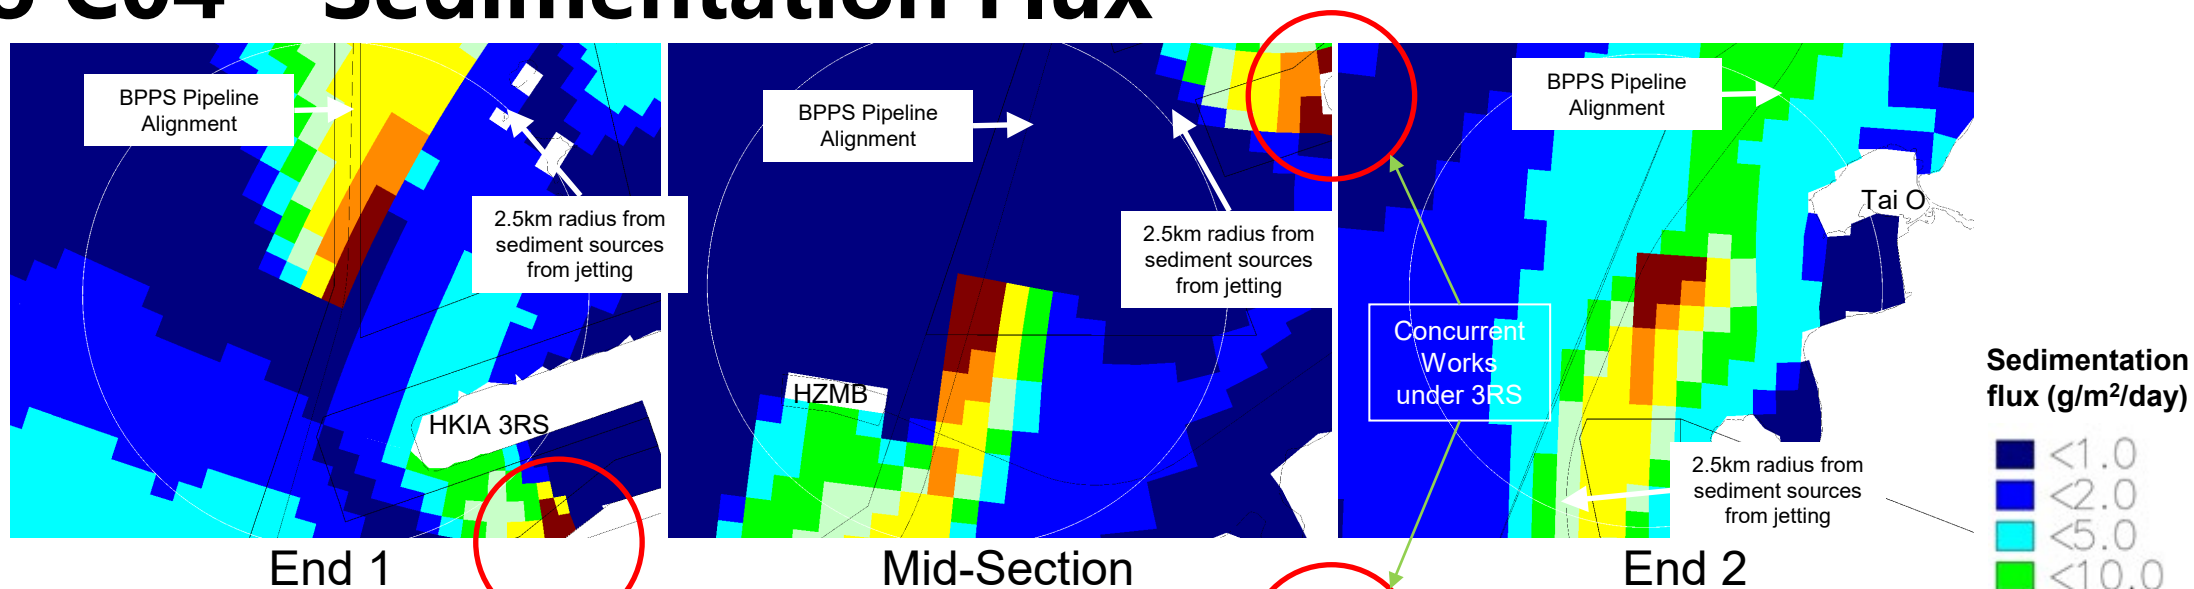 C04 Sedimentation Flux
BPPS Pipeline
Alignment
2.5km radius from
sediment sources
from jetting
HKIA 3RS
End 1
BPPS Pipeline
Alignment
2.5km radius from
sediment sources
from jetting
HZMB
Mid-Section
BPPS Pipeline
Alignment
Tai O
Concurrent
Works
under 3RS
2.5km radius from
sediment sources
from jetting
End 2
Sedimentation
flux (g/m²/day)
<1.0
<2.0
<5.0
<10.0